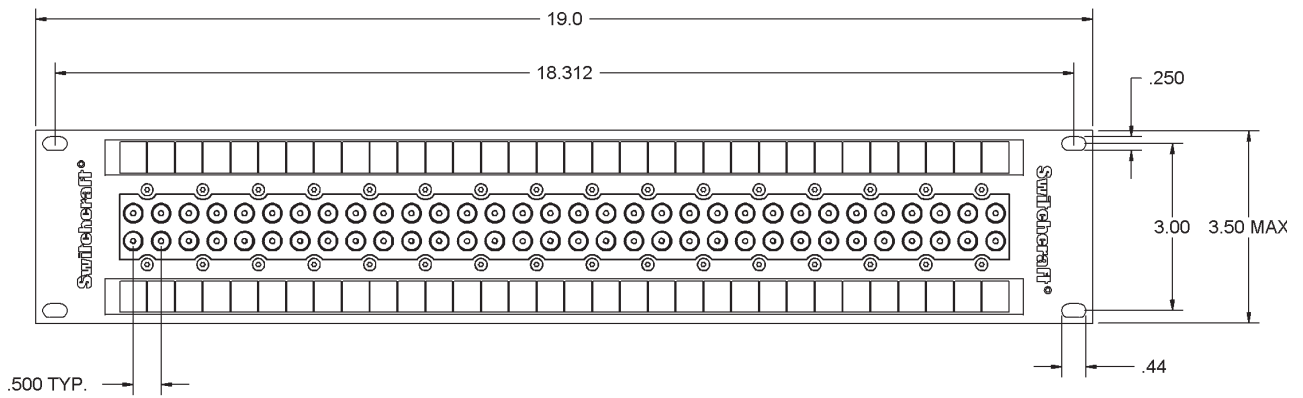 19.0
18.312
.250
Switchcraft®
Switchcraft®
3.00
3.50 MAX
.500 TYP.
.44